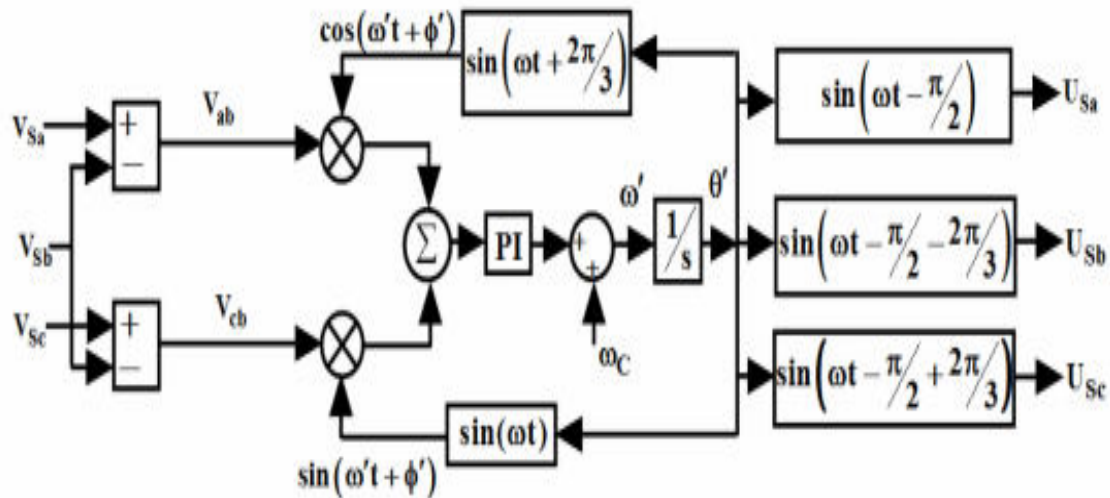 cos(ω′t + ϕ′)
sin(ωt + 2π/3)
sin(ωt − π/2)
U_Sa
V_Sa
+
−
V_ab
V_Sb
Σ
PI
+
+
ω′
1/s
θ′
sin(ωt − π/2 − 2π/3)
U_Sb
V_Sc
+
−
V_cb
ω_C
sin(ωt − π/2 + 2π/3)
U_Sc
sin(ωt)
sin(ω′t + ϕ′)